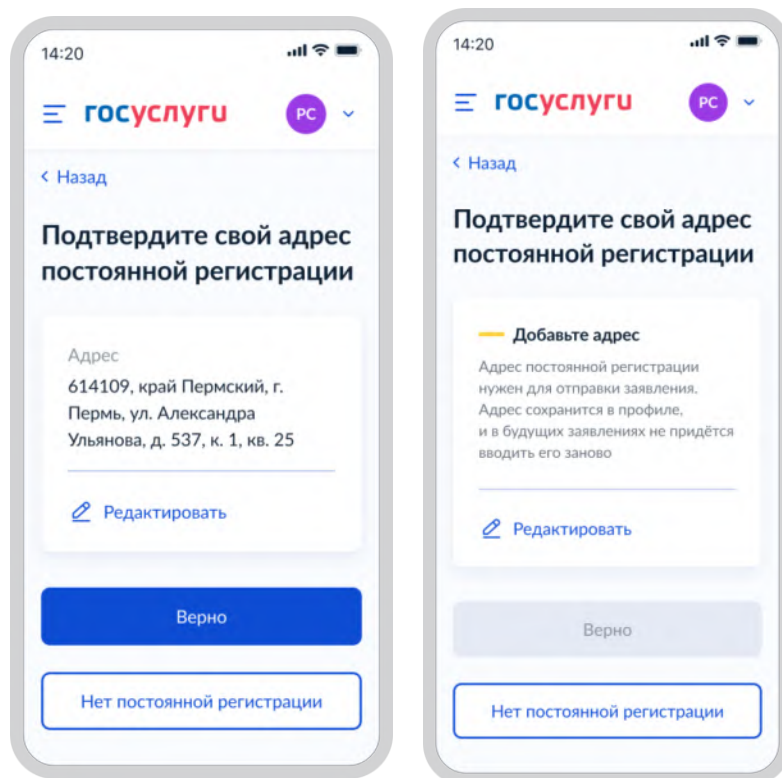 14:20
госуслуги
РС
Назад
Подтвердите свой адрес
постоянной регистрации
Адрес
614109, край Пермский, г.
Пермь, ул. Александра
Ульянова, д. 537, к. 1, кв. 25
Редактировать
Верно
Нет постоянной регистрации
14:20
госуслуги
РС
Назад
Подтвердите свой адрес
постоянной регистрации
Добавьте адрес
Адрес постоянной регистрации
нужен для отправки заявления.
Адрес сохранится в профиле,
и в будущих заявлениях не придётся
вводить его заново
Редактировать
Верно
Нет постоянной регистрации